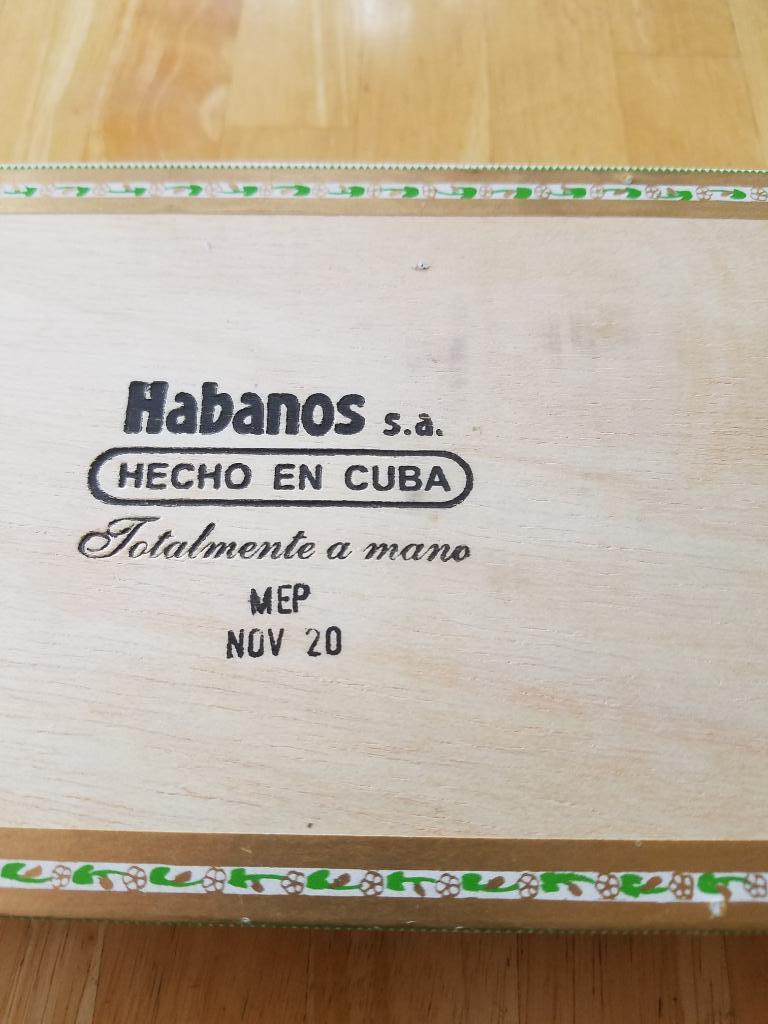 Habanos s.a.
HECHO EN CUBA
Totalmente a mano
MEP
NOV 20